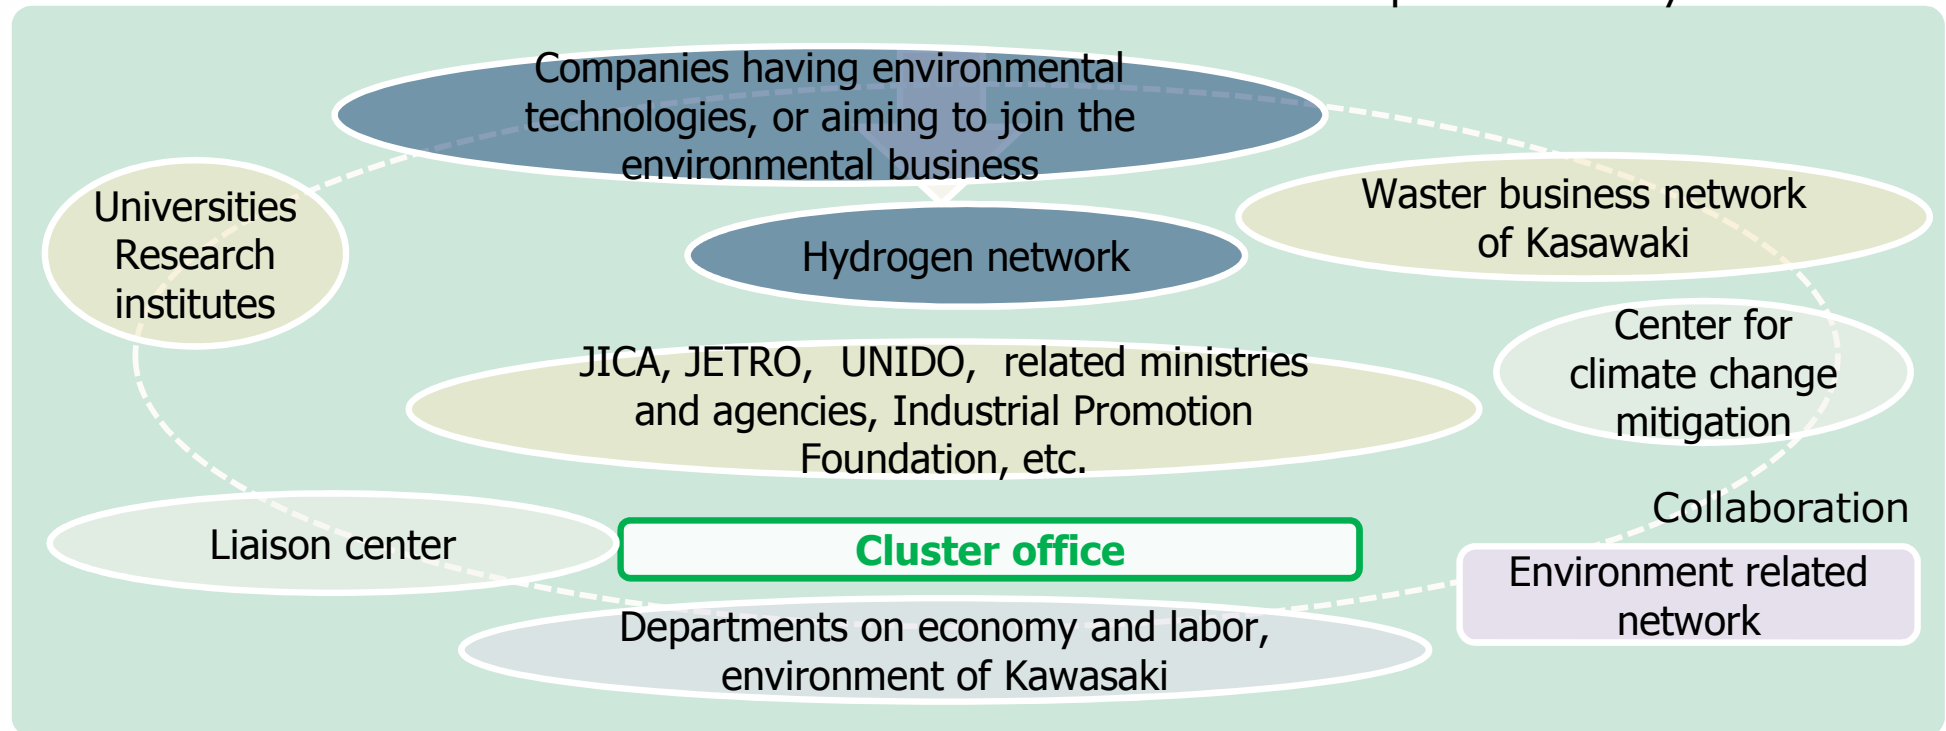 Companies having environmental
technologies, or aiming to join the
environmental business
Universities
Research
institutes
Waster business network
of Kasawaki
Hydrogen network
Center for
climate change
mitigation
JICA, JETRO, UNIDO, related ministries
and agencies, Industrial Promotion
Foundation, etc.
Collaboration
Liaison center
Cluster office
Environment related
network
Departments on economy and labor,
environment of Kawasaki